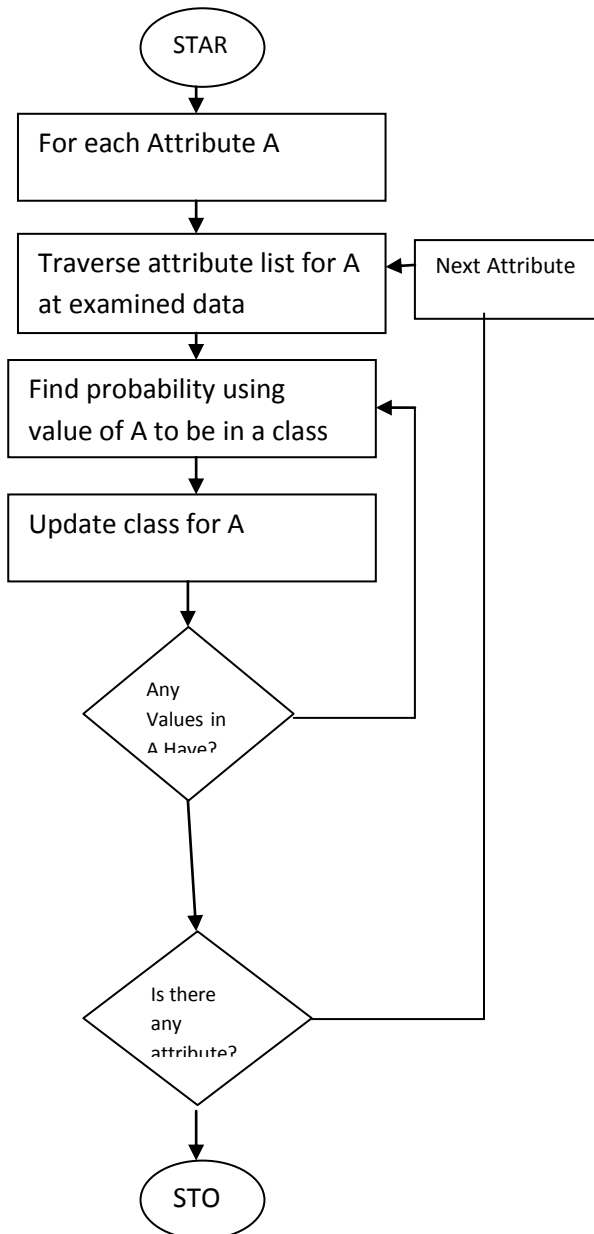 STAR
For each Attribute A
Traverse attribute list for A
at examined data
Next Attribute
Find probability using
value of A to be in a class
Update class for A
Any
Values in
A Have?
Is there
any
attribute?
STO